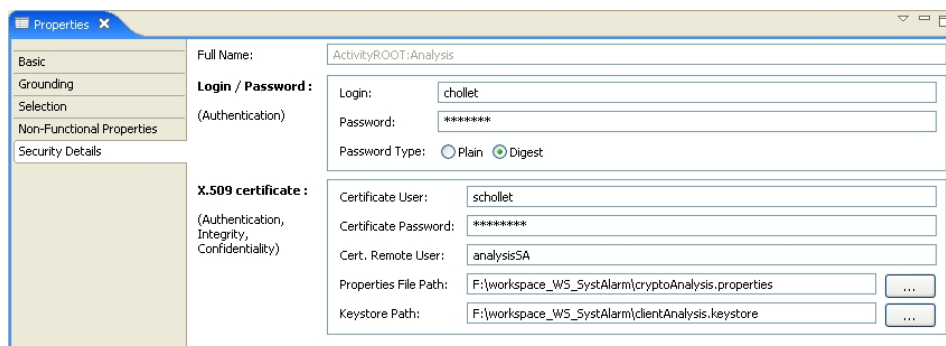 Properties
Basic
Grounding
Selection
Non-Functional Properties
Security Details
Full Name: ActivityROOT:Analysis
Login / Password :
(Authentication)
Login: chollet
Password: *******
Password Type: Plain Digest
X.509 certificate :
(Authentication,
Integrity,
Confidentiality)
Certificate User: schollet
Certificate Password: ********
Cert. Remote User: analysisSA
Properties File Path: F:\workspace_WS_SystAlarm\cryptoAnalysis.properties ...
Keystore Path: F:\workspace_WS_SystAlarm\clientAnalysis.keystore ...